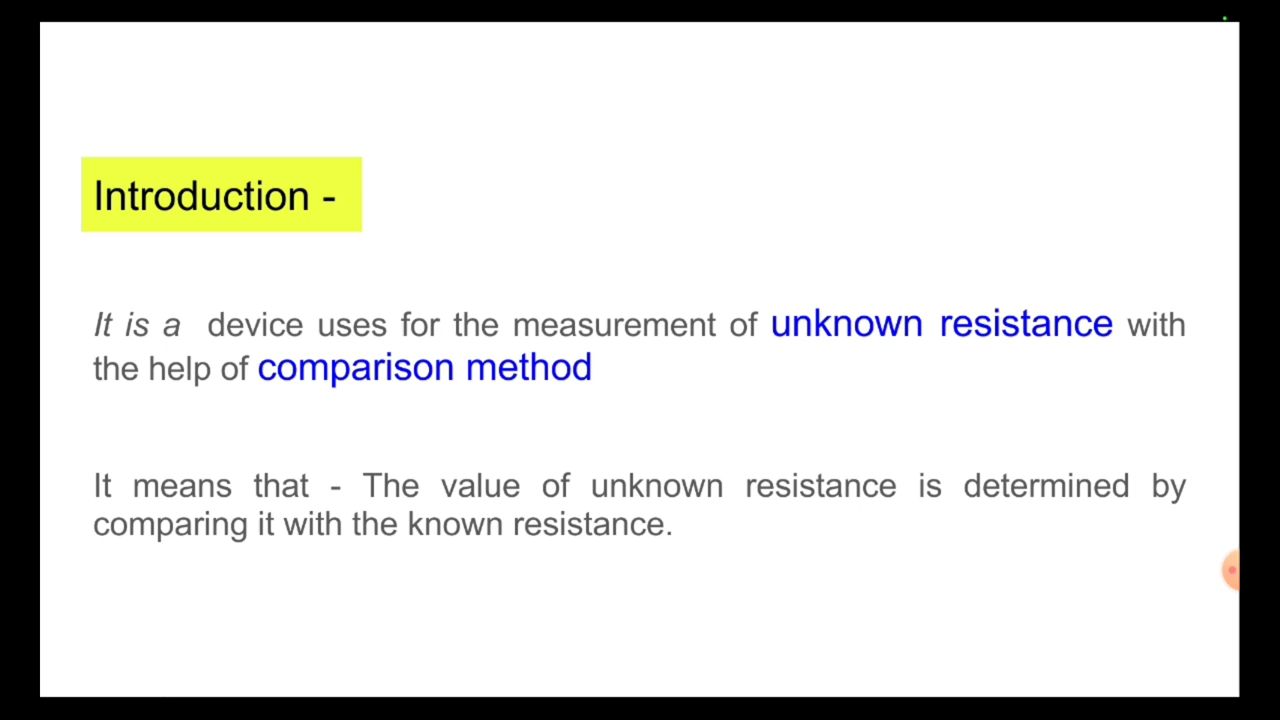 Introduction -
It is a device uses for the measurement of unknown resistance with
the help of comparison method
It means that - The value of unknown resistance is determined by
comparing it with the known resistance.